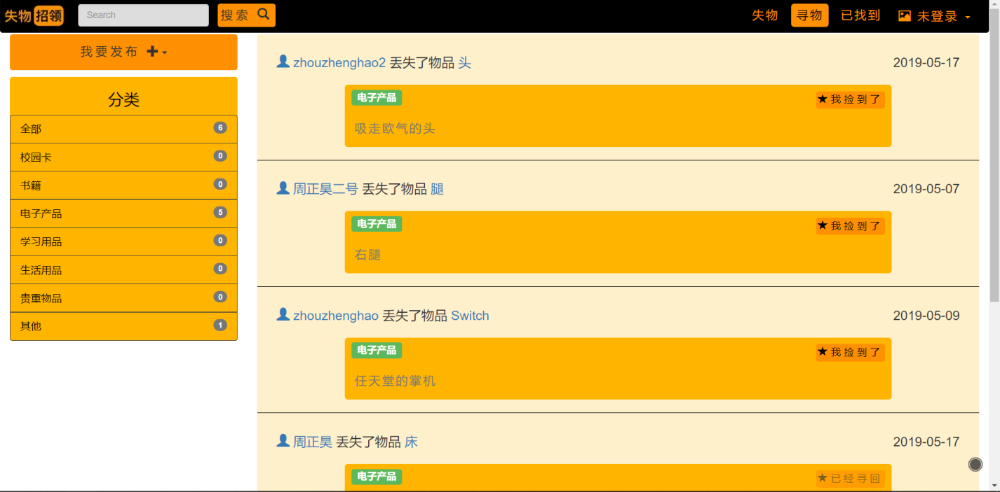 失物招领 Search 搜索 失物 寻物 已找到 未登录
我要发布
分类
全部 6
校园卡 0
书籍 0
电子产品 5
学习用品 0
生活用品 0
贵重物品 0
其他 1
zhouzhenghao2 丢失了物品 头 2019-05-17
电子产品 我捡到了
吸走欧气的头
周正昊二号 丢失了物品 腿 2019-05-07
电子产品 我捡到了
右腿
zhouzhenghao 丢失了物品 Switch 2019-05-09
电子产品 我捡到了
任天堂的掌机
周正昊 丢失了物品 床 2019-05-17
电子产品 已经寻回